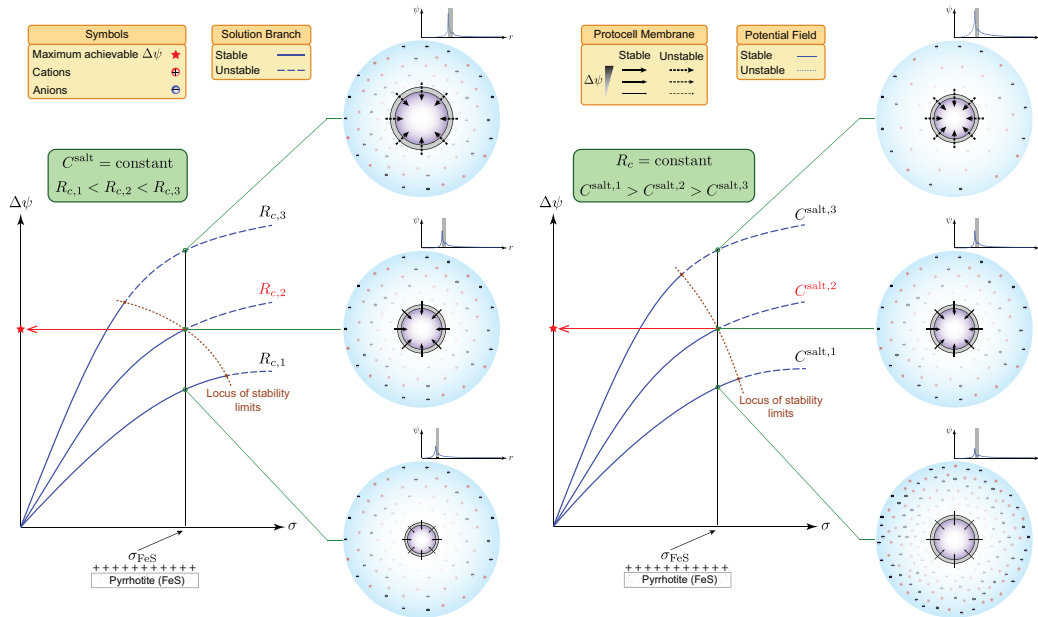 Symbols
Maximum achievable Δψ
Cations
Anions
Solution Branch
Stable
Unstable
C^salt = constant
R_c,1 < R_c,2 < R_c,3
Δψ
R_c,3
R_c,2
R_c,1
Locus of stability
limits
σ
σ_FeS
+ + + + + + + + + + +
Pyrrhotite (FeS)
ψ
r
ψ
r
ψ
r
Protocell Membrane
Stable Unstable
Δψ
Potential Field
Stable
Unstable
R_c = constant
C^salt,1 > C^salt,2 > C^salt,3
Δψ
C^salt,3
C^salt,2
C^salt,1
Locus of stability
limits
σ
σ_FeS
+ + + + + + + + + + +
Pyrrhotite (FeS)
ψ
r
ψ
r
ψ
r